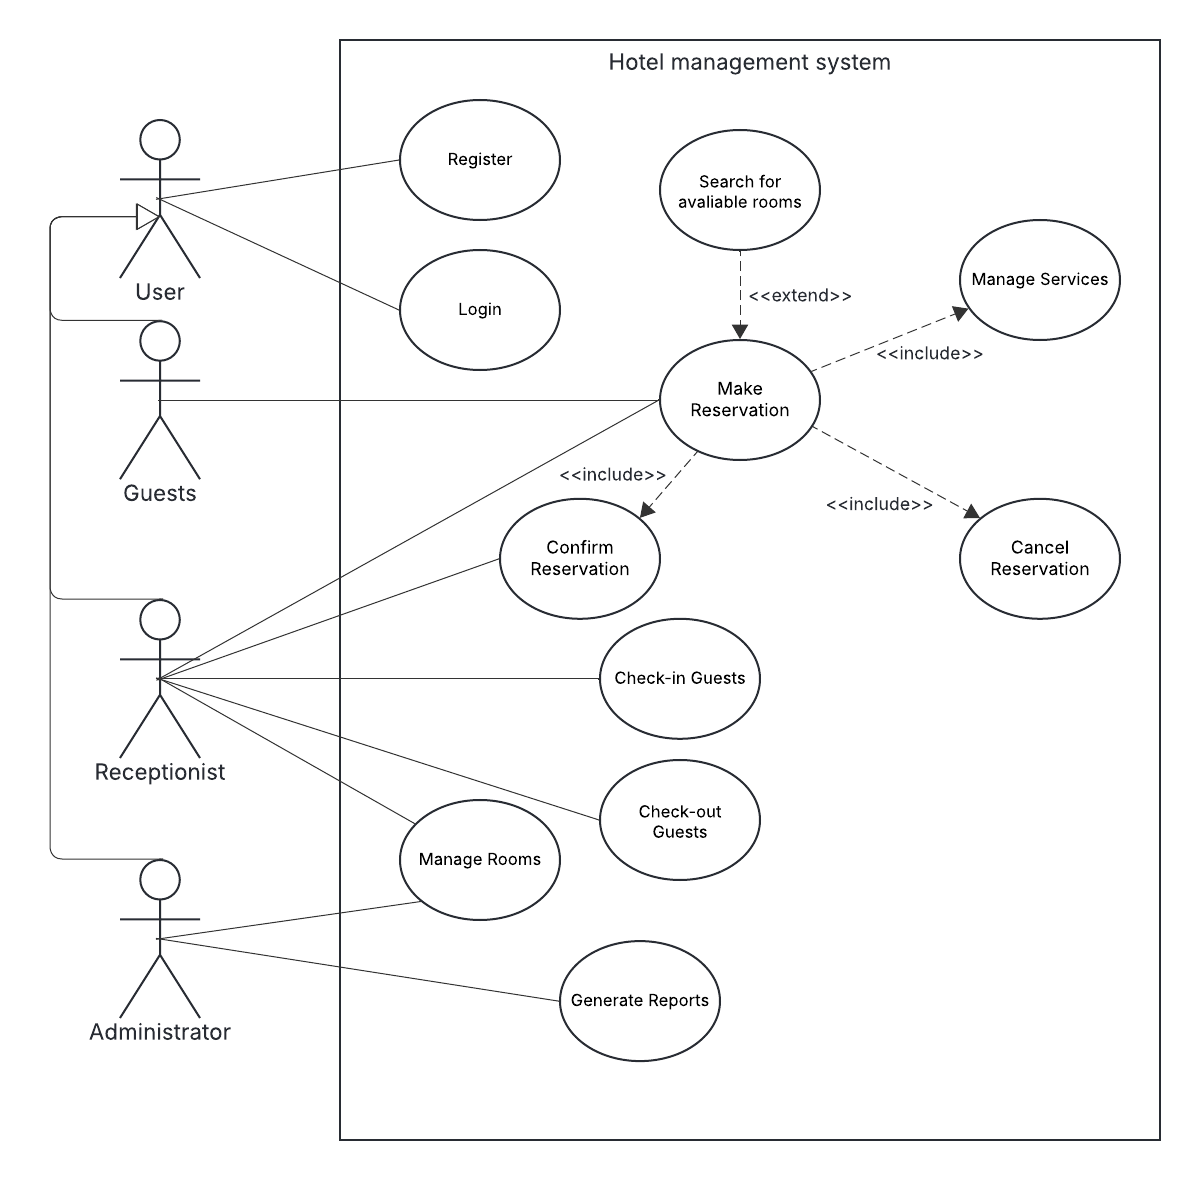 Hotel management system
Register
Search for
avaliable rooms
Manage Services
User
Login
<<extend>>
<<include>>
Make
Reservation
Guests
<<include>>
<<include>>
Confirm
Reservation
Cancel
Reservation
Receptionist
Check-in Guests
Check-out
Guests
Manage Rooms
Administrator
Generate Reports